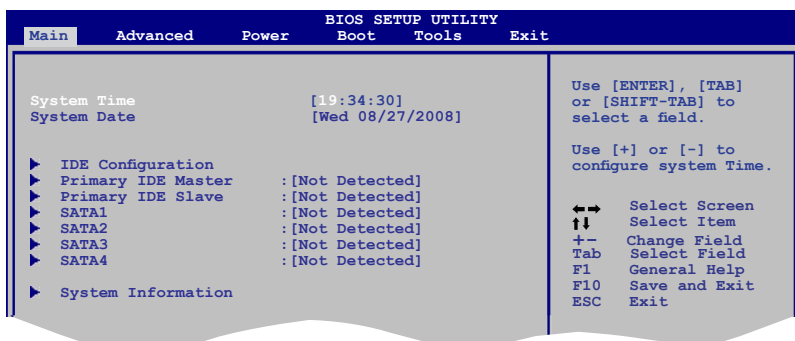 BIOS SETUP UTILITY
Main Advanced Power Boot Tools Exit
System Time [19:34:30]
System Date [Wed 08/27/2008]
IDE Configuration
Primary IDE Master :[Not Detected]
Primary IDE Slave :[Not Detected]
SATA1 :[Not Detected]
SATA2 :[Not Detected]
SATA3 :[Not Detected]
SATA4 :[Not Detected]
System Information
Use [ENTER], [TAB]
or [SHIFT-TAB] to
select a field.
Use [+] or [-] to
configure system Time.
←→ Select Screen
↑↓ Select Item
+- Change Field
Tab Select Field
F1 General Help
F10 Save and Exit
ESC Exit